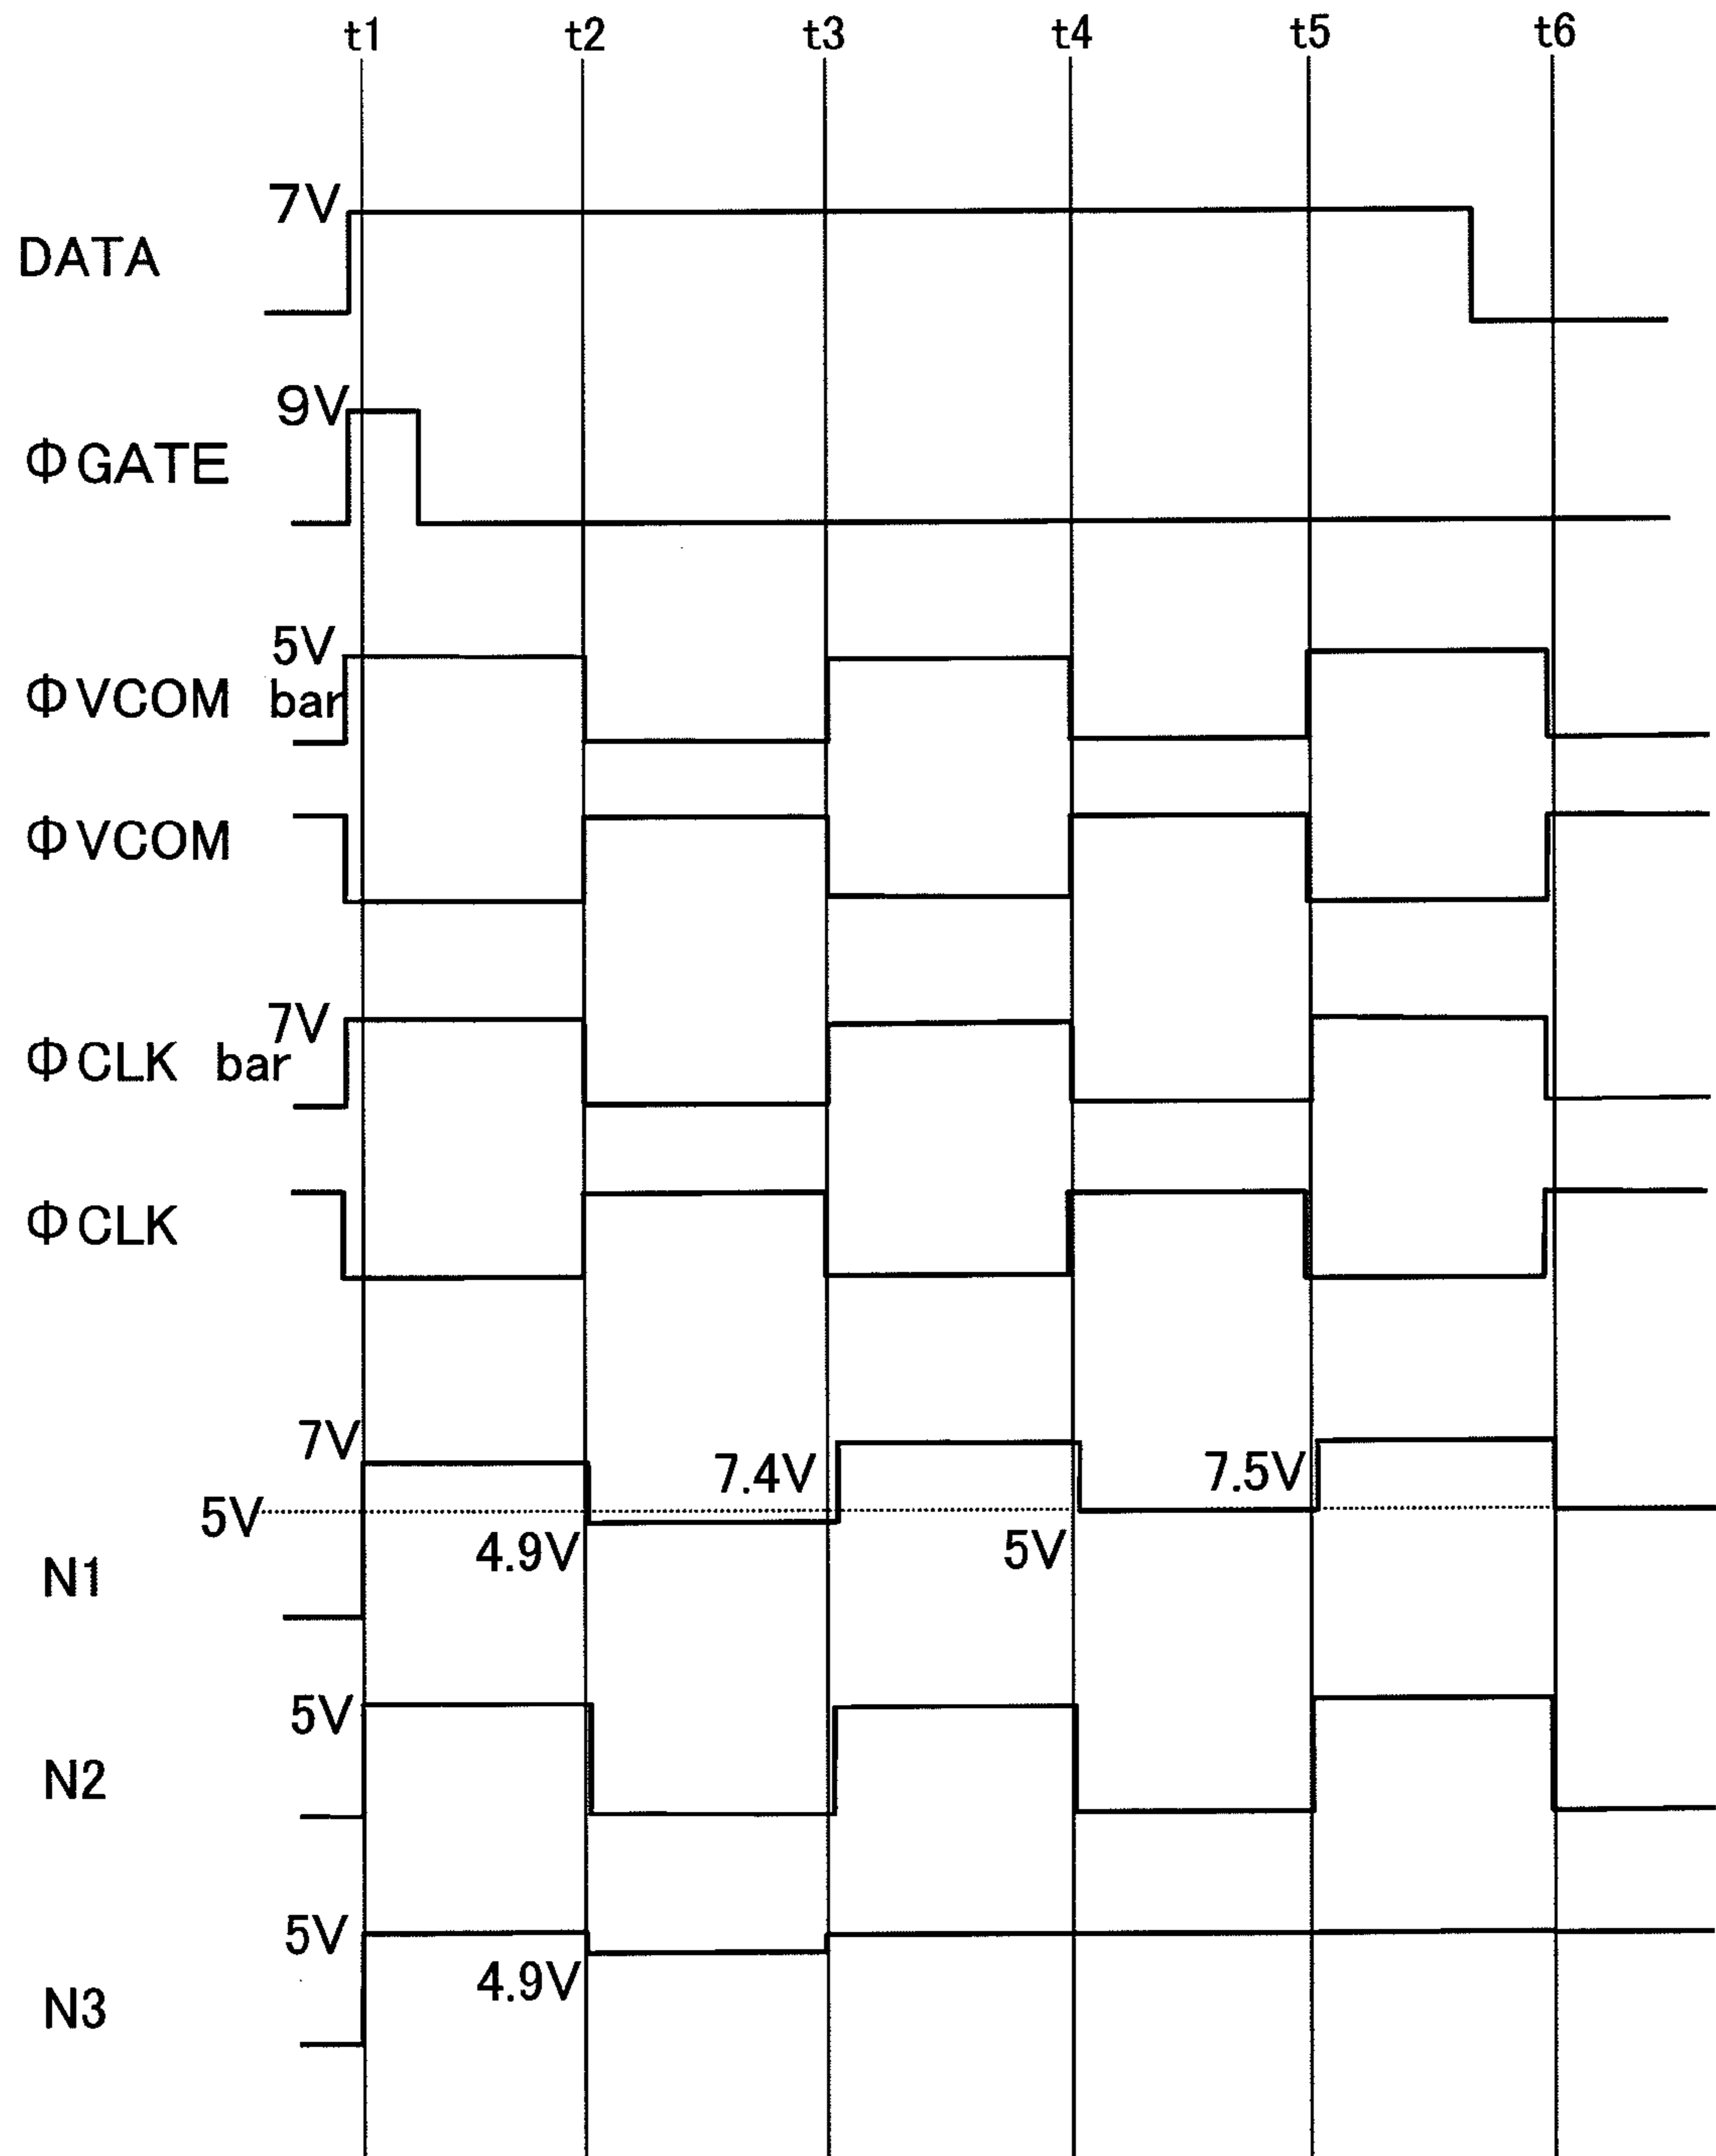 t1 t2 t3 t4 t5 t6
7V
DATA
9V
ΦGATE
5V
ΦVCOM bar
ΦVCOM
7V
ΦCLK bar
ΦCLK
7V
7.4V 7.5V
5V
4.9V 5V
N1
5V
N2
5V
4.9V
N3